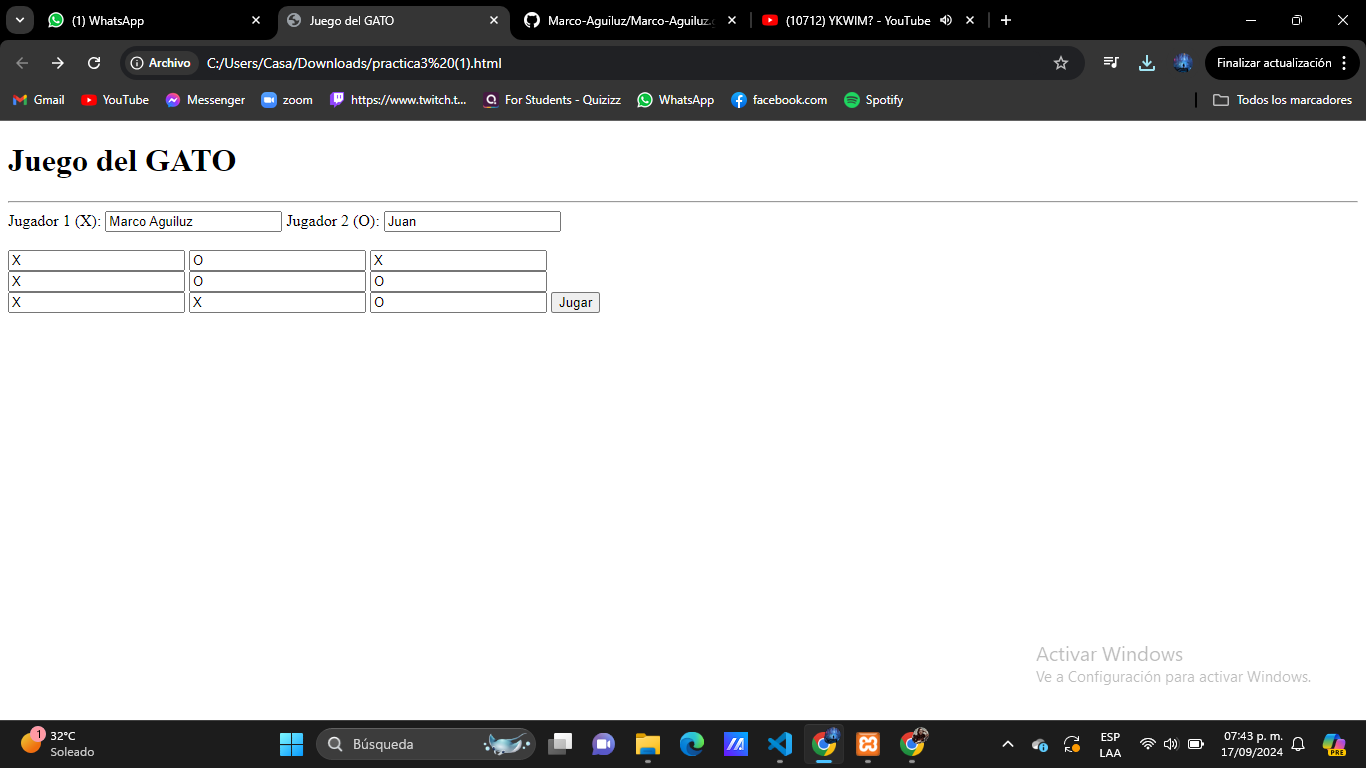 (1) WhatsApp
Juego del GATO
Marco-Aguiluz/Marco-Aguiluz.
(10712) YKWIM? - YouTube
Archivo
C:/Users/Casa/Downloads/practica3%20(1).html
Finalizar actualización
Gmail
YouTube
Messenger
zoom
https://www.twitch.t...
For Students - Quizizz
WhatsApp
facebook.com
Spotify
Todos los marcadores
Juego del GATO
Jugador 1 (X): Marco Aguiluz Jugador 2 (O): Juan
X O X
X O O
X X O Jugar
Activar Windows
Ve a Configuración para activar Windows.
1
32°C
Soleado
Búsqueda
ESP
LAA
07:43 p. m.
17/09/2024
PRE